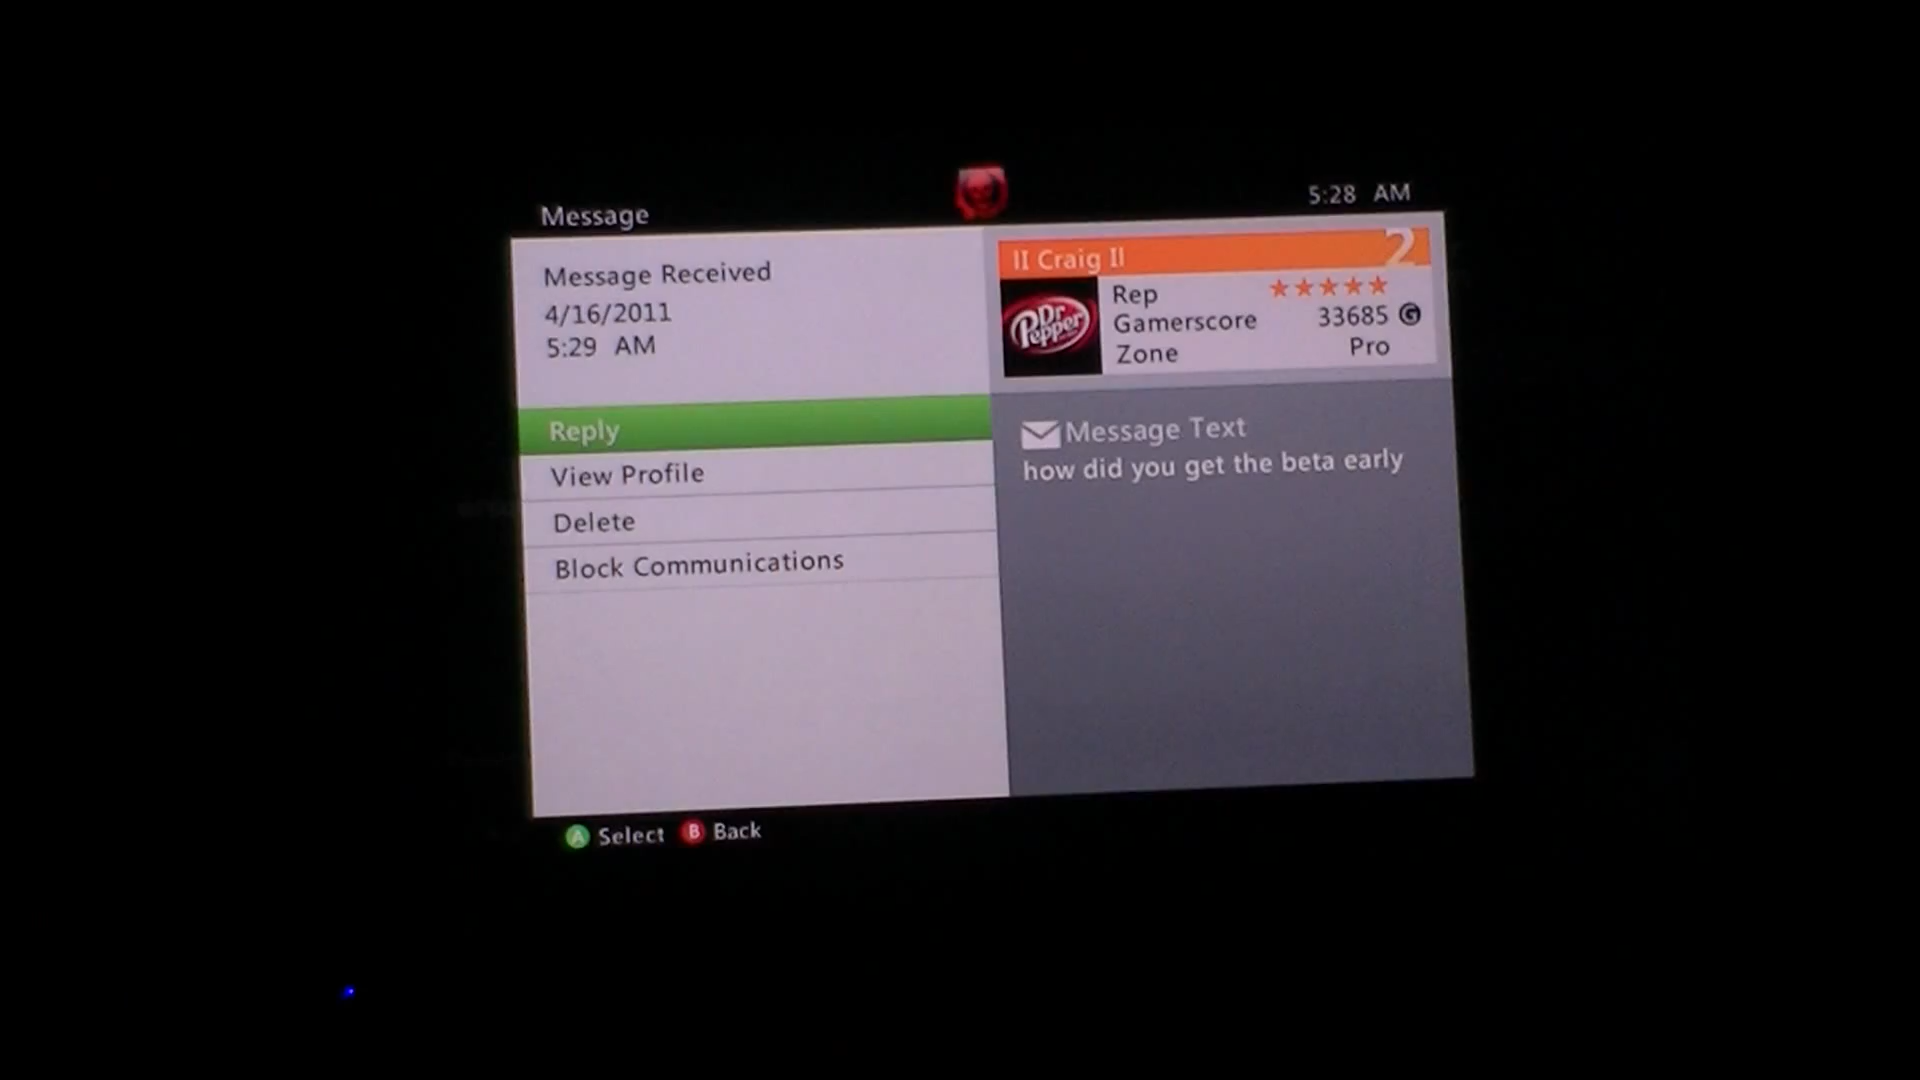 Message
5:28 AM
Message Received
4/16/2011
5:29 AM
Reply
View Profile
Delete
Block Communications
II Craig II
2
Dr
Pepper
Rep
Gamerscore 33685 G
Zone Pro
Message Text
how did you get the beta early
A Select B Back